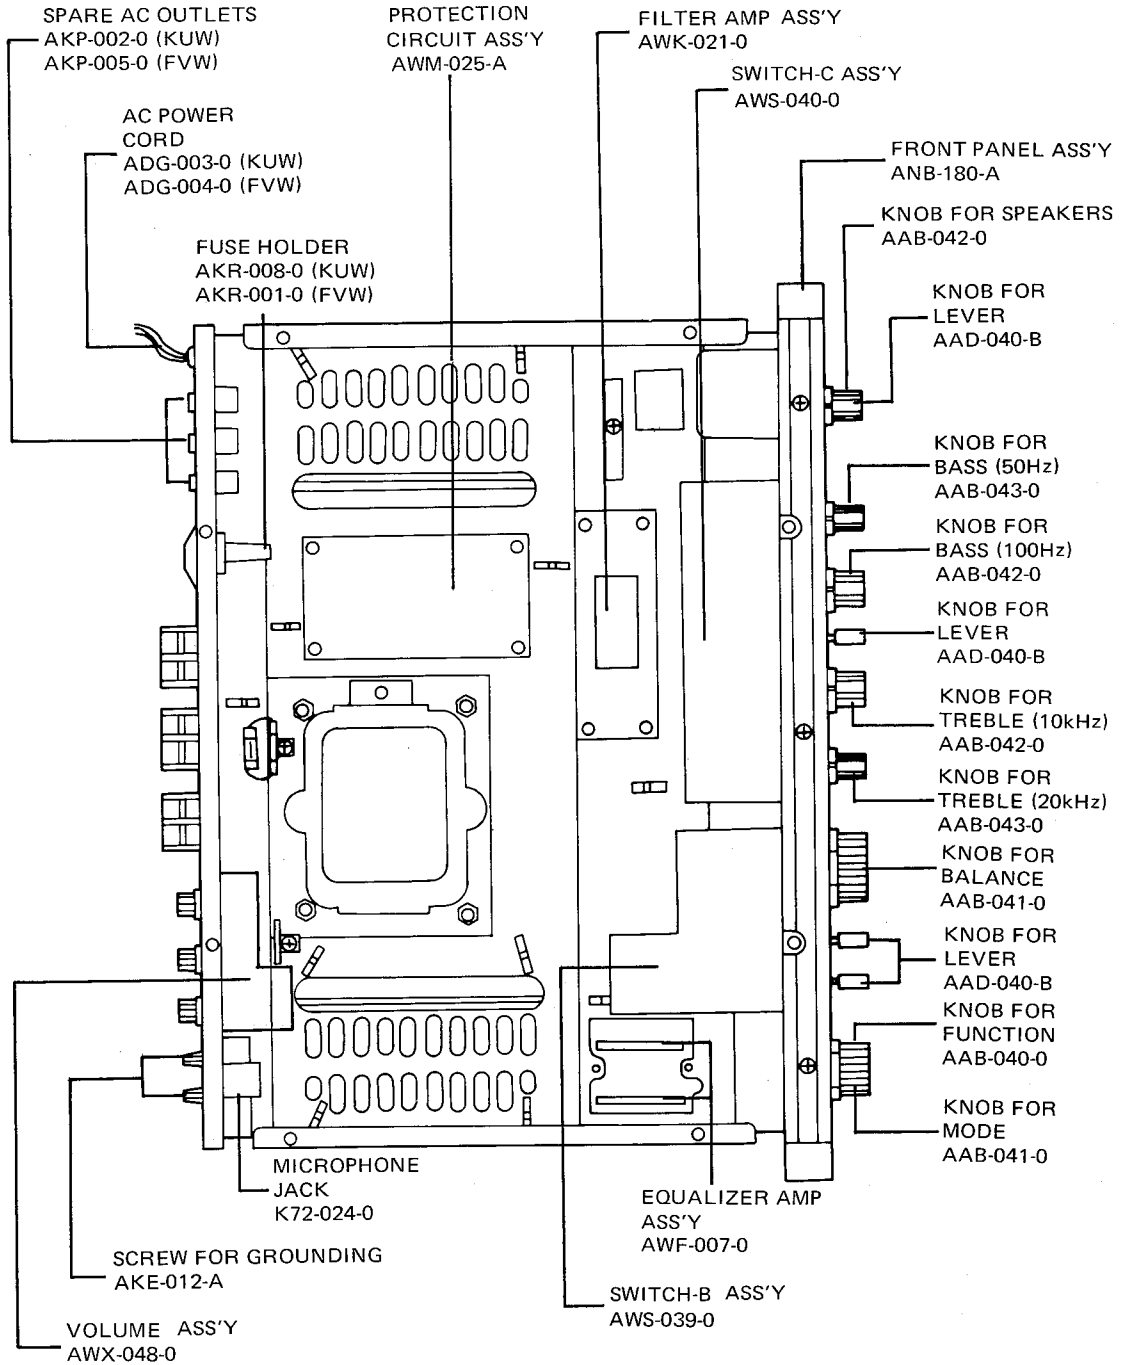 SPARE AC OUTLETS
AKP-002-0 (KUW)
AKP-005-0 (FVW)
PROTECTION
CIRCUIT ASS'Y
AWM-025-A
FILTER AMP ASS'Y
AWK-021-0
SWITCH-C ASS'Y
AWS-040-0
AC POWER
CORD
ADG-003-0 (KUW)
ADG-004-0 (FVW)
FRONT PANEL ASS'Y
ANB-180-A
KNOB FOR SPEAKERS
AAB-042-0
FUSE HOLDER
AKR-008-0 (KUW)
AKR-001-0 (FVW)
KNOB FOR
LEVER
AAD-040-B
KNOB FOR
BASS (50Hz)
AAB-043-0
KNOB FOR
BASS (100Hz)
AAB-042-0
KNOB FOR
LEVER
AAD-040-B
KNOB FOR
TREBLE (10kHz)
AAB-042-0
KNOB FOR
TREBLE (20kHz)
AAB-043-0
KNOB FOR
BALANCE
AAB-041-0
KNOB FOR
LEVER
AAD-040-B
KNOB FOR
FUNCTION
AAB-040-0
KNOB FOR
MODE
AAB-041-0
MICROPHONE
JACK
K72-024-0
EQUALIZER AMP
ASS'Y
AWF-007-0
SCREW FOR GROUNDING
AKE-012-A
SWITCH-B ASS'Y
AWS-039-0
VOLUME ASS'Y
AWX-048-0